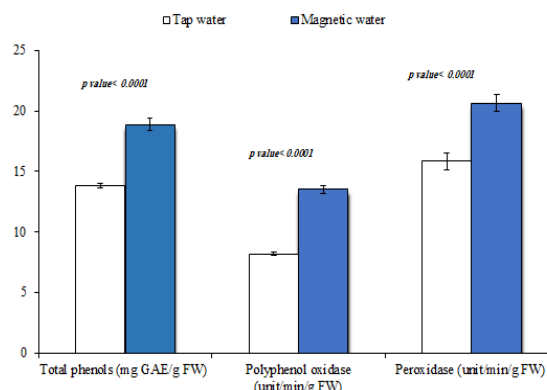 Tap water
Magnetic water
25
20
15
10
5
0
p value< 0.0001
p value< 0.0001
p value< 0.0001
Total phenols (mg GAE/g FW)
Polyphenol oxidase
(unit/min/g FW)
Peroxidase (unit/min/g FW)